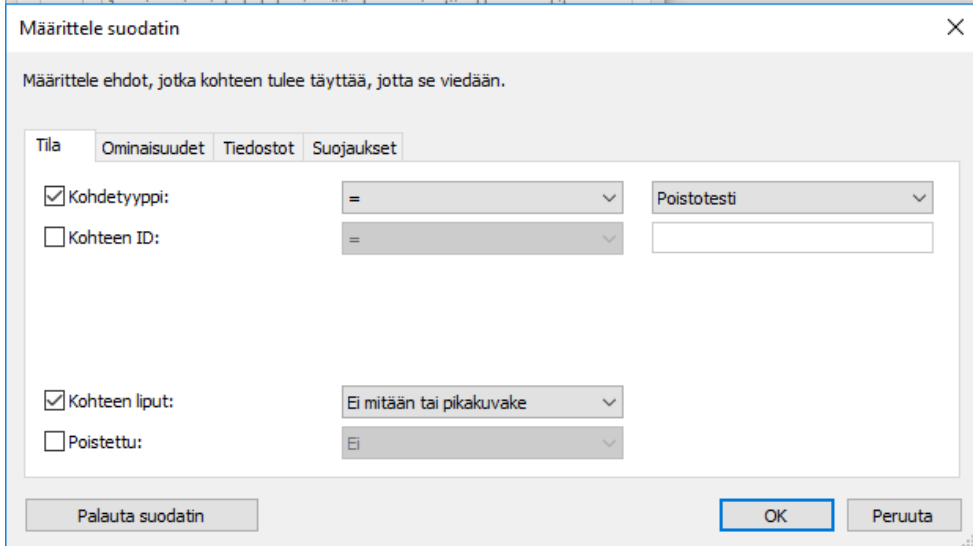 Määrittele suodatin
Määrittele ehdot, jotka kohteen tulee täyttää, jotta se viedään.
Tila Ominaisuudet Tiedostot Suojaukset
Kohdetyyppi: = Poistotesti
Kohteen ID: =
Kohteen liput: Ei mitään tai pikakuvake
Poistettu: Ei
Palauta suodatin OK Peruuta